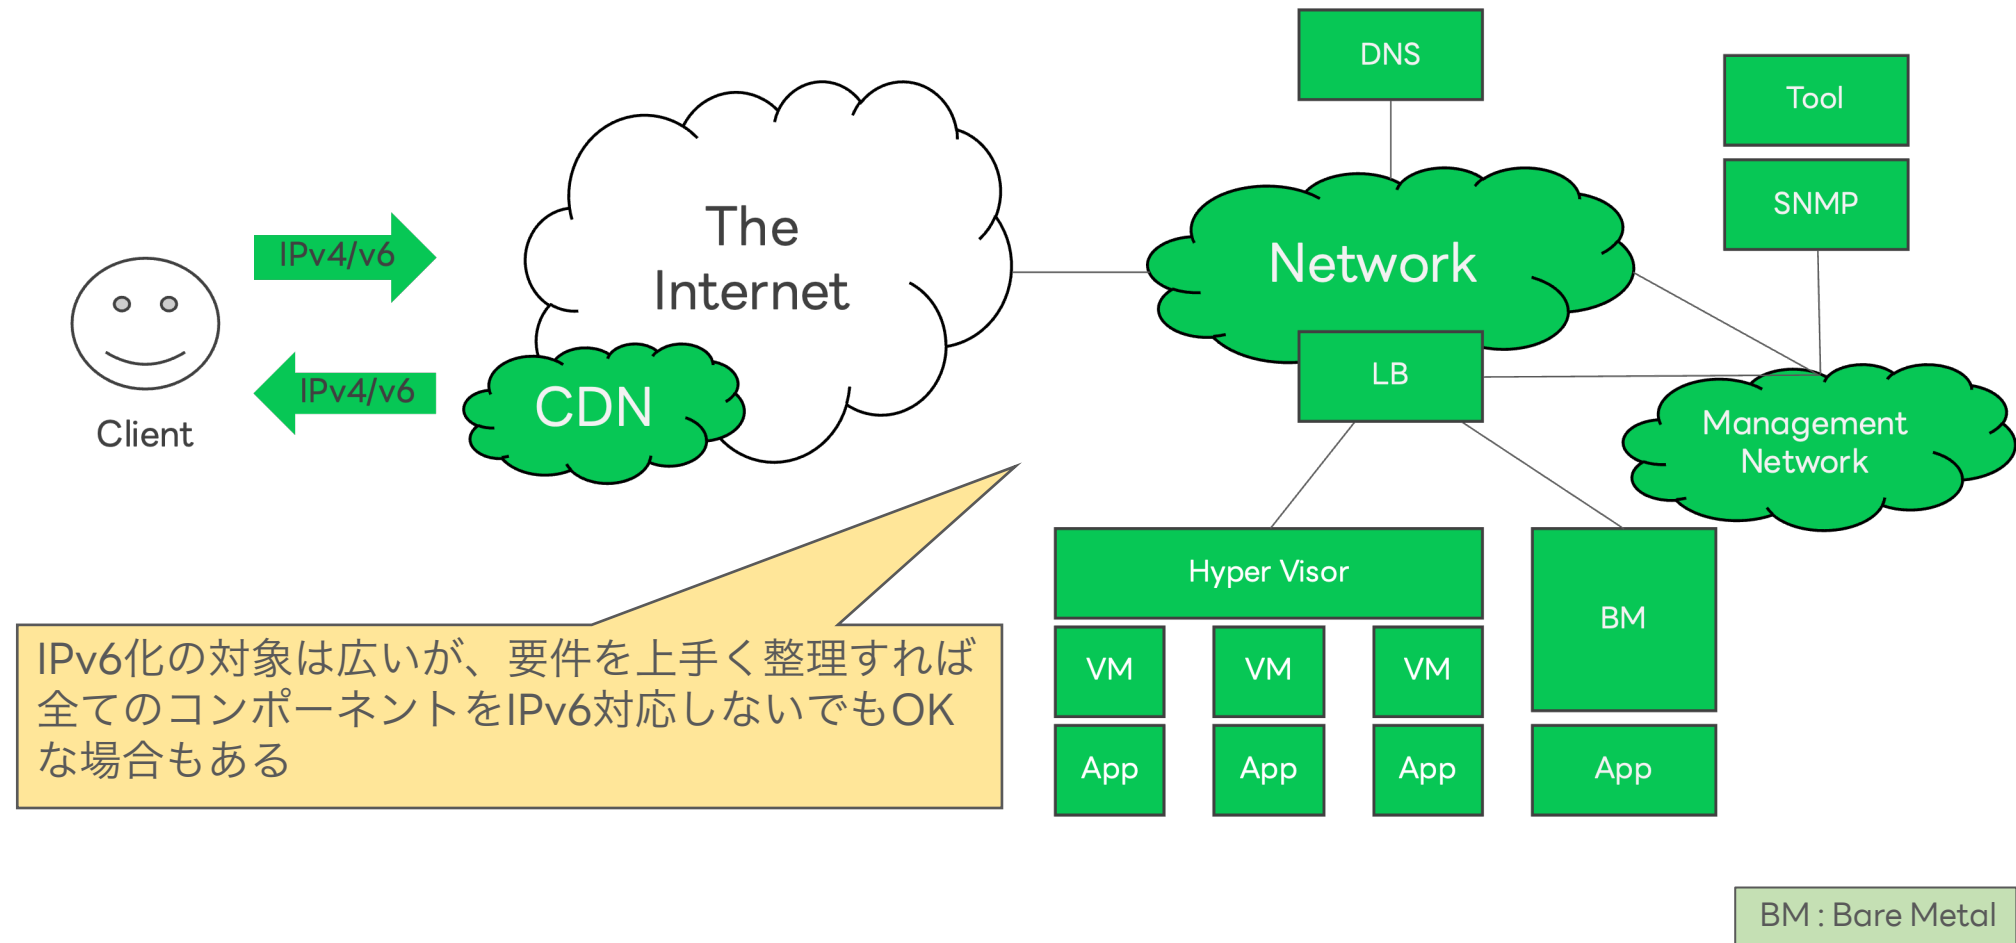 DNS
Tool
SNMP
The
Internet
Network
IPv4/v6
IPv4/v6
CDN
Client
LB
Management
Network
Hyper Visor
BM
VM
VM
VM
App
App
App
App
IPv6化の対象は広いが、要件を上手く整理すれば
全てのコンポーネントをIPv6対応しないでもOK
な場合もある
BM : Bare Metal